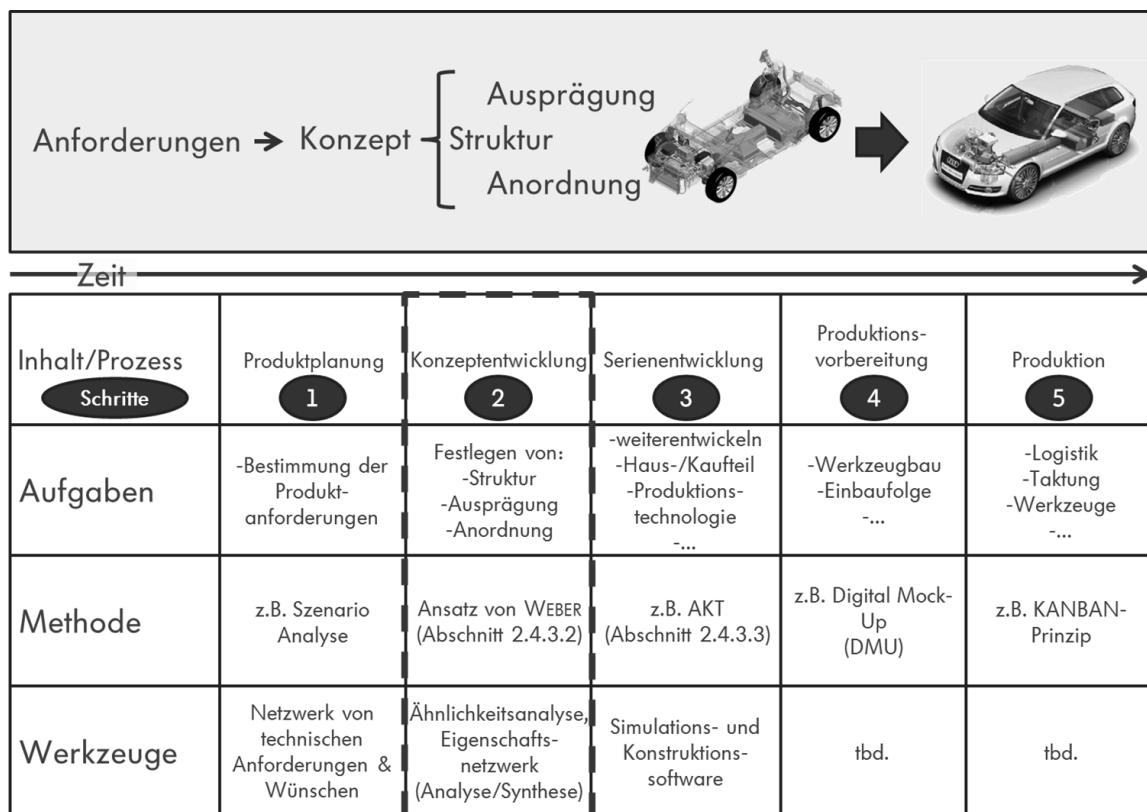 Anforderungen → Konzept
Ausprägung
Struktur
Anordnung
Zeit
Inhalt/Prozess
Schritte
Produktplanung
1
Konzeptentwicklung
2
Serienentwicklung
3
Produktions-
vorbereitung
4
Produktion
5
Aufgaben
-Bestimmung der
Produkt-
anforderungen
Festlegen von:
-Struktur
-Ausprägung
-Anordnung
-weiterentwickeln
-Haus-/Kaufteil
-Produktions-
technologie
-...
-Werkzeugbau
-Einbaufolge
-...
-Logistik
-Taktung
-Werkzeuge
-...
Methode
z.B. Szenario
Analyse
Ansatz von WEBER
(Abschnitt 2.4.3.2)
z.B. AKT
(Abschnitt 2.4.3.3)
z.B. Digital Mock-
Up
(DMU)
z.B. KANBAN-
Prinzip
Werkzeuge
Netzwerk von
technischen
Anforderungen &
Wünschen
Ähnlichkeitsanalyse,
Eigenschafts-
netzwerk
(Analyse/Synthese)
Simulations- und
Konstruktions-
software
tbd.
tbd.